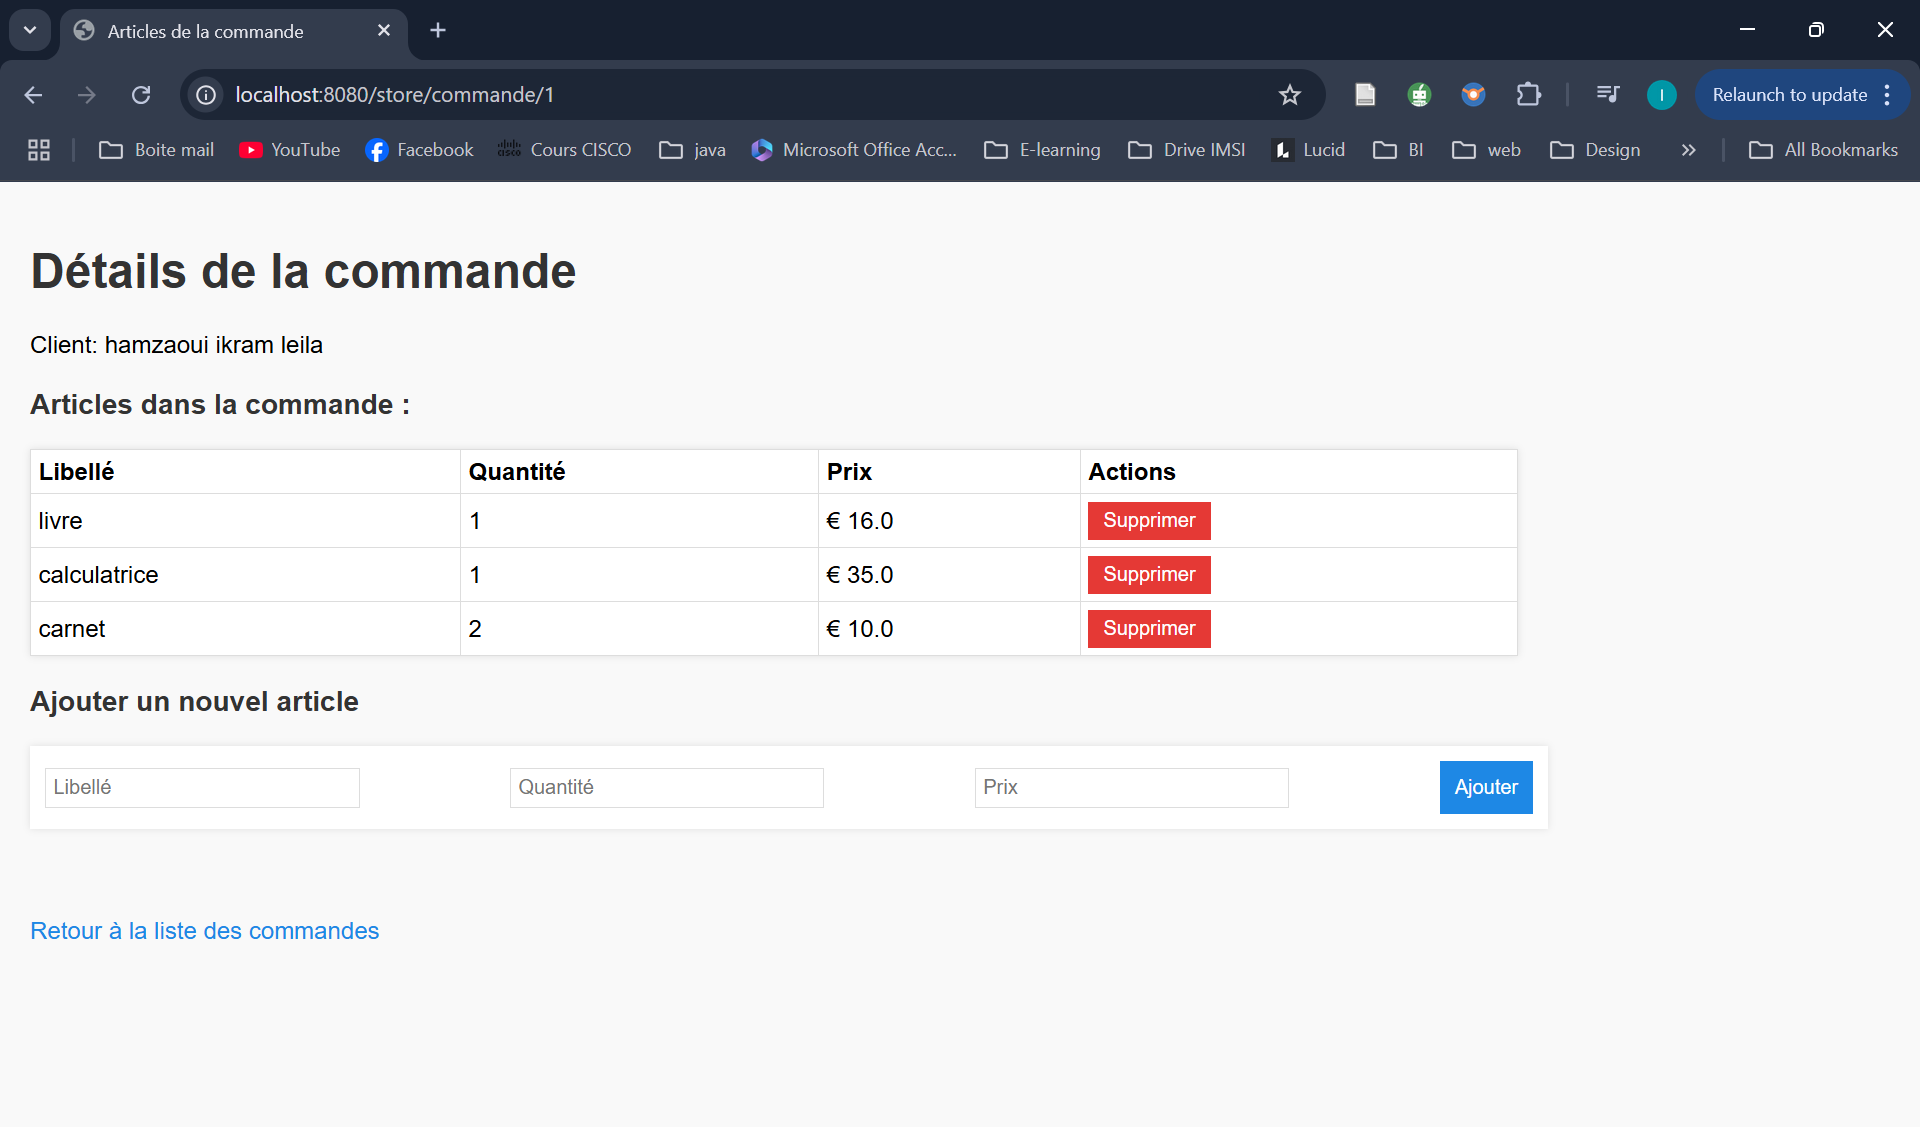 Articles de la commande
localhost:8080/store/commande/1
Relaunch to update
I
Boite mail YouTube Facebook cisco Cours CISCO java Microsoft Office Acc... E-learning Drive IMSI Lucid BI web Design » All Bookmarks
Détails de la commande
Client: hamzaoui ikram leila
Articles dans la commande :
Libellé Quantité Prix Actions
livre 1 € 16.0 Supprimer
calculatrice 1 € 35.0 Supprimer
carnet 2 € 10.0 Supprimer
Ajouter un nouvel article
Libellé Quantité Prix Ajouter
Retour à la liste des commandes